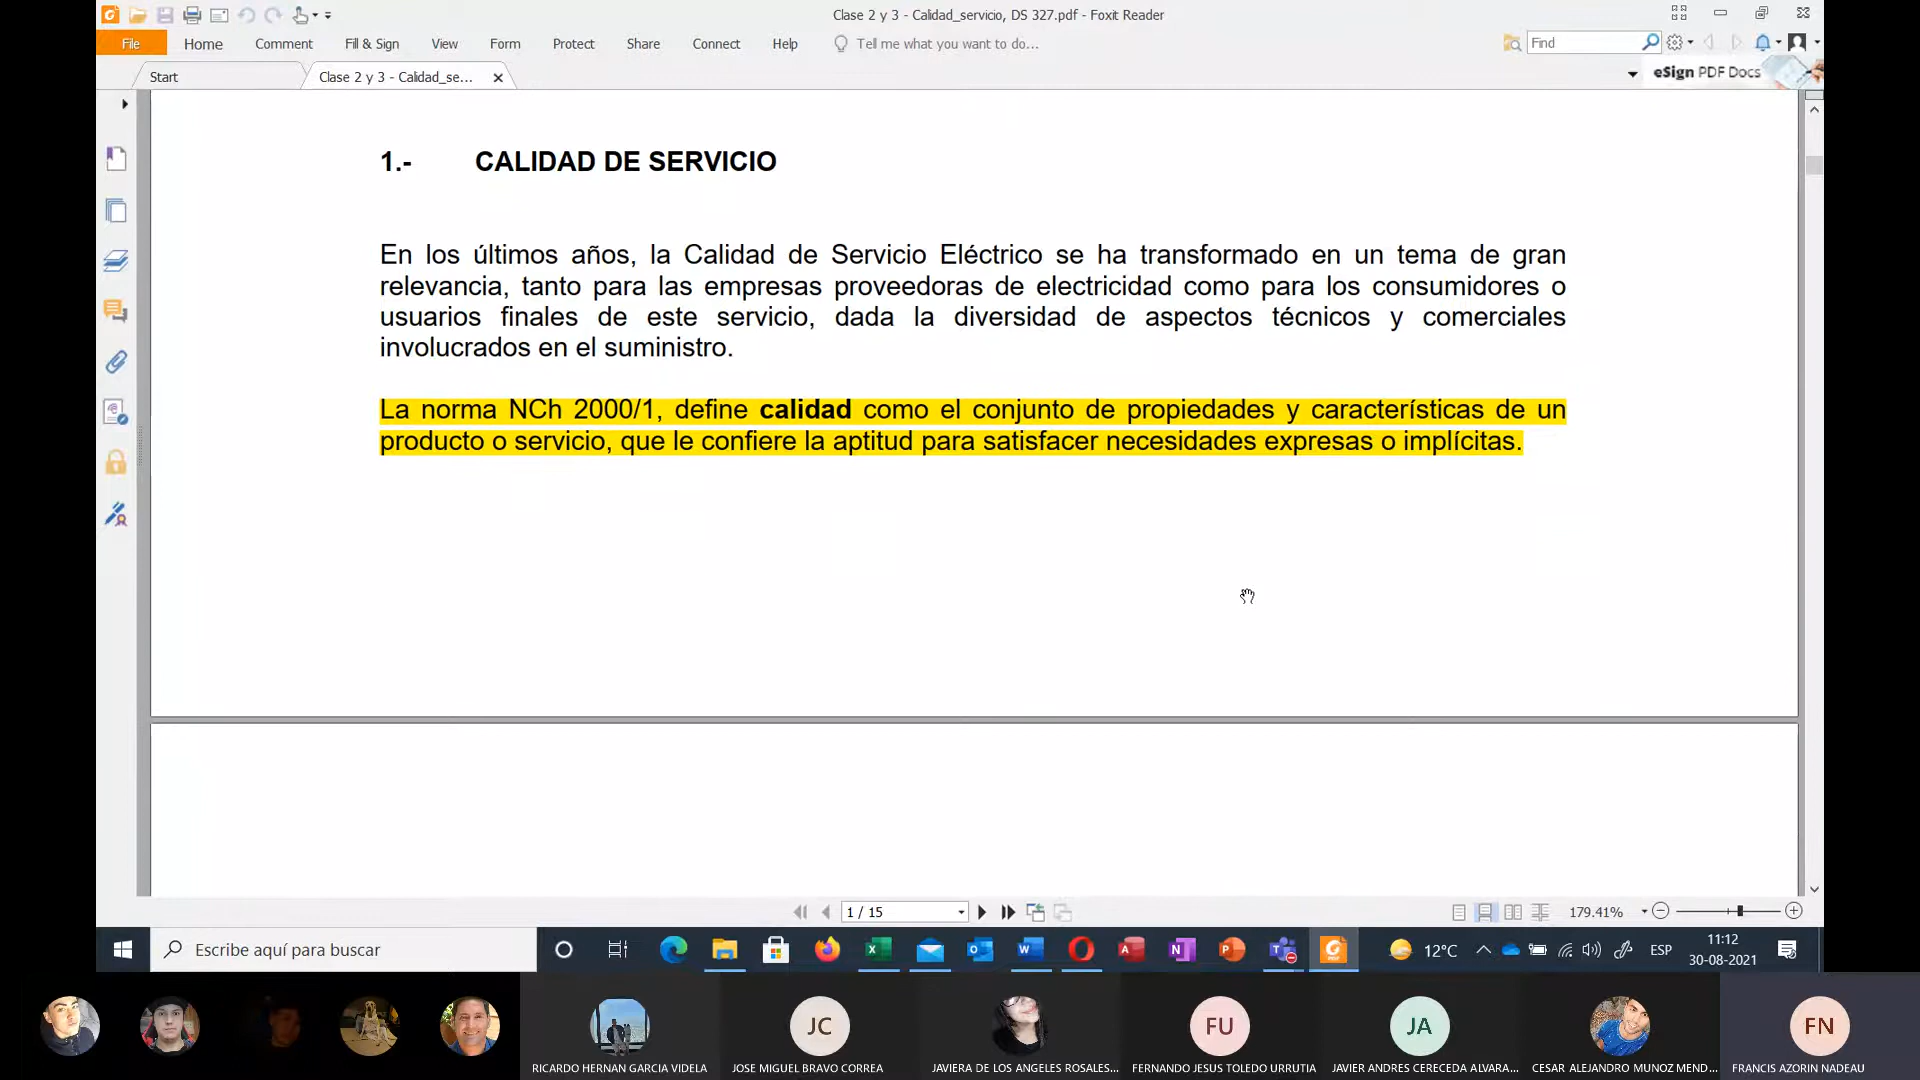 Clase 2 y 3 - Calidad_servicio, DS 327.pdf - Foxit Reader
File Home Comment Fill & Sign View Form Protect Share Connect Help Tell me what you want to do... Find
Start Clase 2 y 3 - Calidad_se... eSign PDF Docs
1.- CALIDAD DE SERVICIO
En los últimos años, la Calidad de Servicio Eléctrico se ha transformado en un tema de gran
relevancia, tanto para las empresas proveedoras de electricidad como para los consumidores o
usuarios finales de este servicio, dada la diversidad de aspectos técnicos y comerciales
involucrados en el suministro.
La norma NCh 2000/1, define calidad como el conjunto de propiedades y características de un
producto o servicio, que le confiere la aptitud para satisfacer necesidades expresas o implícitas.
1 / 15 179.41%
Escribe aquí para buscar 12°C ESP 11:12
30-08-2021
JC FU JA FN
RICARDO HERNAN GARCIA VIDELA JOSE MIGUEL BRAVO CORREA JAVIERA DE LOS ANGELES ROSALES... FERNANDO JESUS TOLEDO URRUTIA JAVIER ANDRES CERECEDA ALVARA... CESAR ALEJANDRO MUNOZ MEND... FRANCIS AZORIN NADEAU